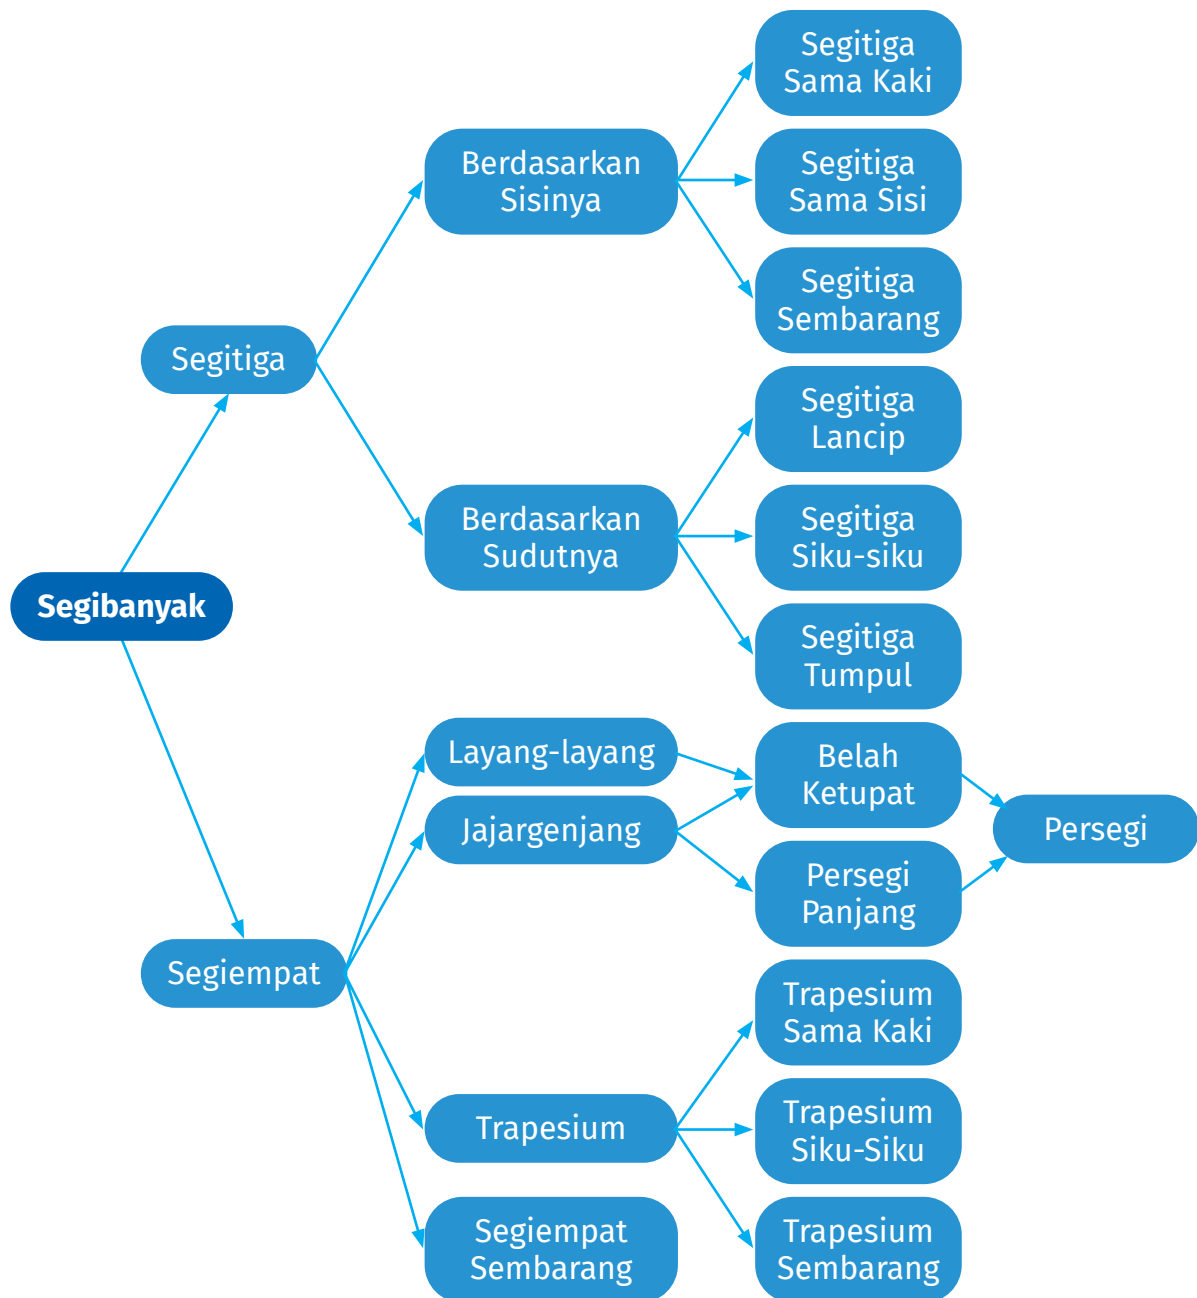 Segitiga
Sama Kaki
Berdasarkan
Sisinya
Segitiga
Sama Sisi
Segitiga
Sembarang
Segitiga
Segitiga
Lancip
Berdasarkan
Sudutnya
Segitiga
Siku-siku
Segibanyak
Segitiga
Tumpul
Layang-layang
Belah
Ketupat
Jajargenjang
Persegi
Persegi
Panjang
Segiempat
Trapesium
Sama Kaki
Trapesium
Trapesium
Siku-Siku
Segiempat
Sembarang
Trapesium
Sembarang